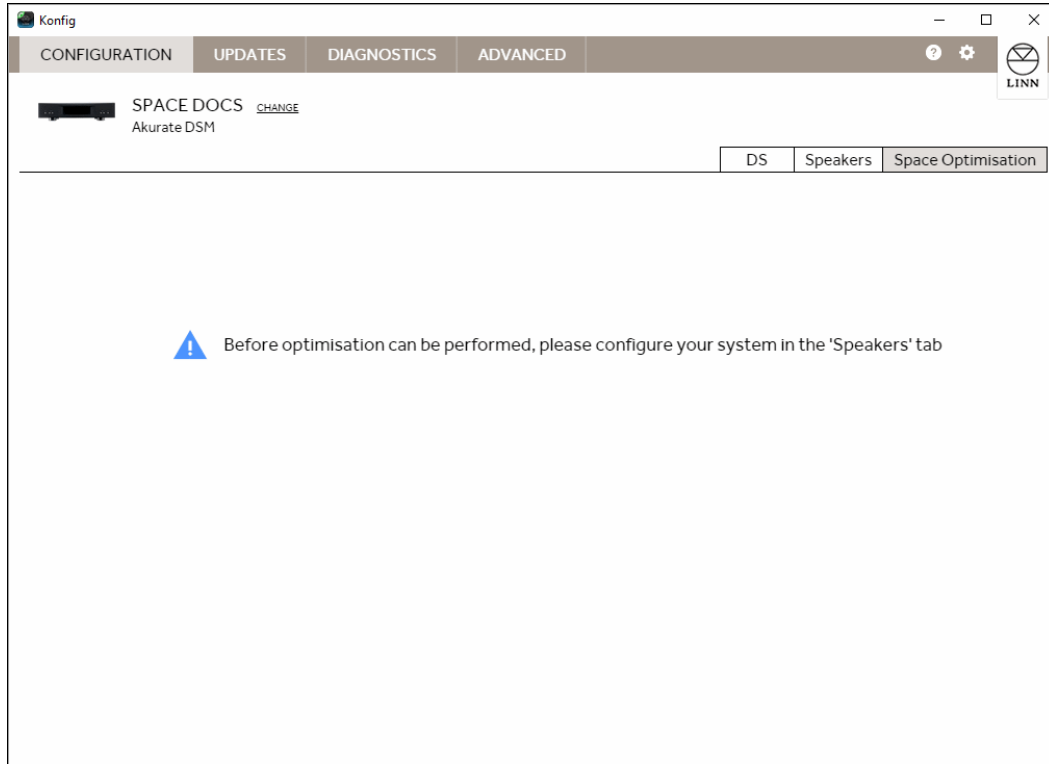 Konfig
CONFIGURATION UPDATES DIAGNOSTICS ADVANCED ?
LINN
SPACE DOCS CHANGE
Akurate DSM
DS Speakers Space Optimisation
! Before optimisation can be performed, please configure your system in the 'Speakers' tab